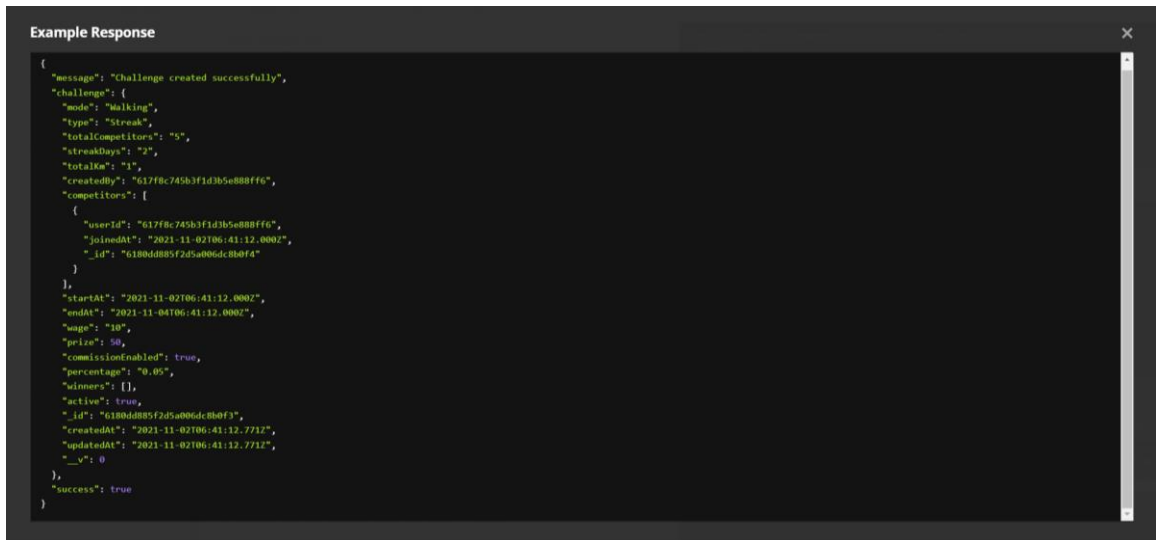 Example Response
{
"message": "Challenge created successfully",
"challenge": {
"mode": "Walking",
"type": "Streak",
"totalCompetitors": "5",
"streakDays": "2",
"totalKm": "1",
"createdBy": "617f8c745b3f1d3b5e888ff6",
"competitors": [
{
"userId": "617f8c745b3f1d3b5e888ff6",
"joinedAt": "2021-11-02T06:41:12.000Z",
"_id": "6180dd885f2d5a006dc8b0f4"
}
],
"startAt": "2021-11-02T06:41:12.000Z",
"endAt": "2021-11-04T06:41:12.000Z",
"wage": "10",
"prize": 50,
"commissionEnabled": true,
"percentage": "0.05",
"winners": [],
"active": true,
"_id": "6180dd885f2d5a006dc8b0f3",
"createdAt": "2021-11-02T06:41:12.771Z",
"updatedAt": "2021-11-02T06:41:12.771Z",
"__v": 0
},
"success": true
}